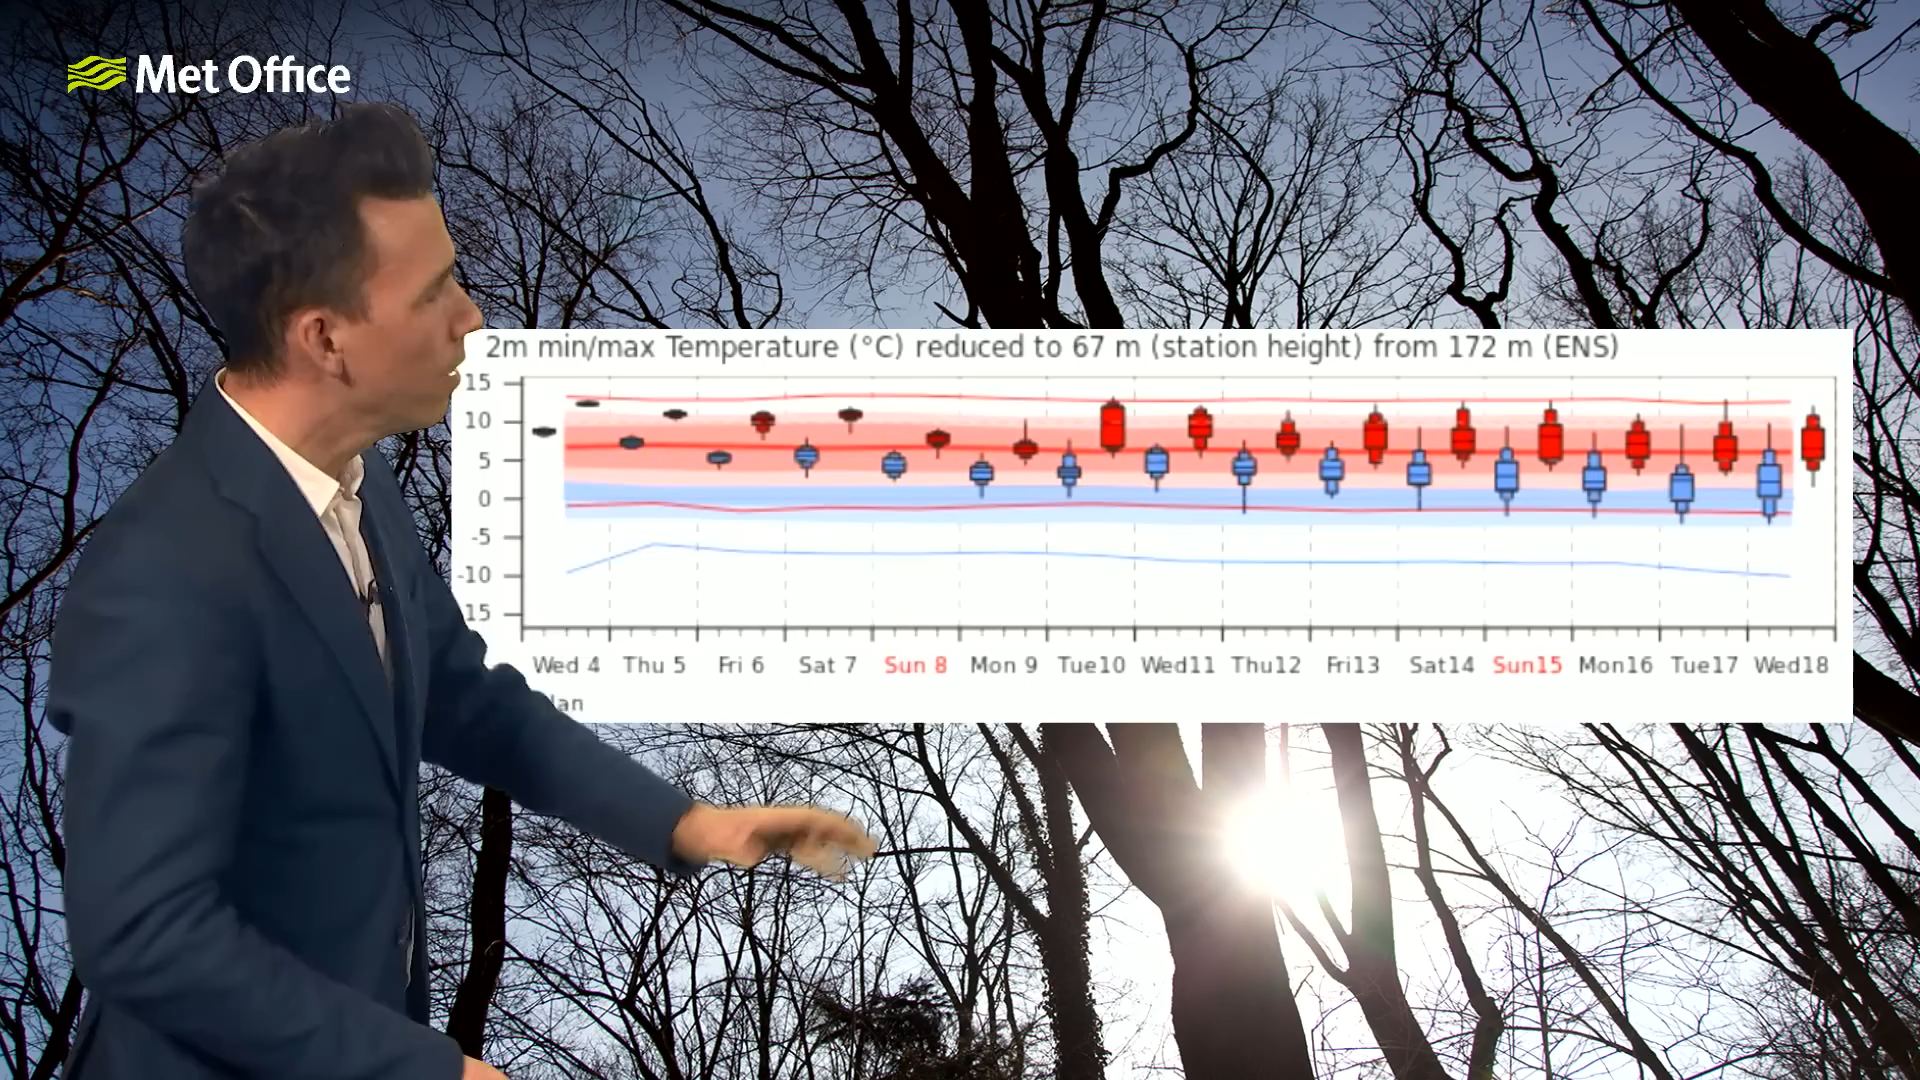 Met Office
2m min/max Temperature (°C) reduced to 67 m (station height) from 172 m (ENS)
15
10
5
0
-5
-10
15
Wed 4 Thu 5 Fri 6 Sat 7 Sun 8 Mon 9 Tue10 Wed11 Thu12 Fri13 Sat14 Sun15 Mon16 Tue17 Wed18
Jan